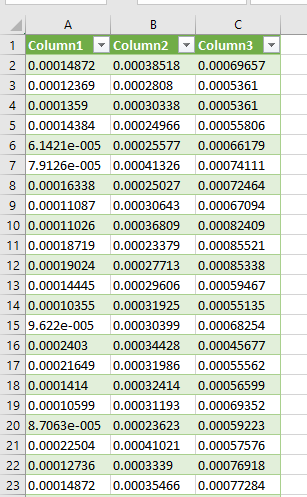 A B C
1 Column1 Column2 Column3
2 0.00014872 0.00038518 0.00069657
3 0.00012369 0.0002808 0.0005361
4 0.0001359 0.00030338 0.0005361
5 0.00014384 0.00024966 0.00055806
6 6.1421e-005 0.00025577 0.00066179
7 7.9126e-005 0.00041326 0.00074111
8 0.00016338 0.00025027 0.00072464
9 0.00011087 0.00030643 0.00067094
10 0.00011026 0.00036809 0.00082409
11 0.00018719 0.00023379 0.00085521
12 0.00019024 0.00027713 0.00085338
13 0.00014445 0.00029606 0.00059467
14 0.00010355 0.00031925 0.00055135
15 9.622e-005 0.00030399 0.00068254
16 0.0002403 0.00034428 0.00045677
17 0.00021649 0.00031986 0.00055562
18 0.0001414 0.00032414 0.00056599
19 0.00010599 0.00031193 0.00069352
20 8.7063e-005 0.00023623 0.00059223
21 0.00022504 0.00041021 0.00057576
22 0.00012736 0.0003339 0.00076918
23 0.00014872 0.00035466 0.00077284